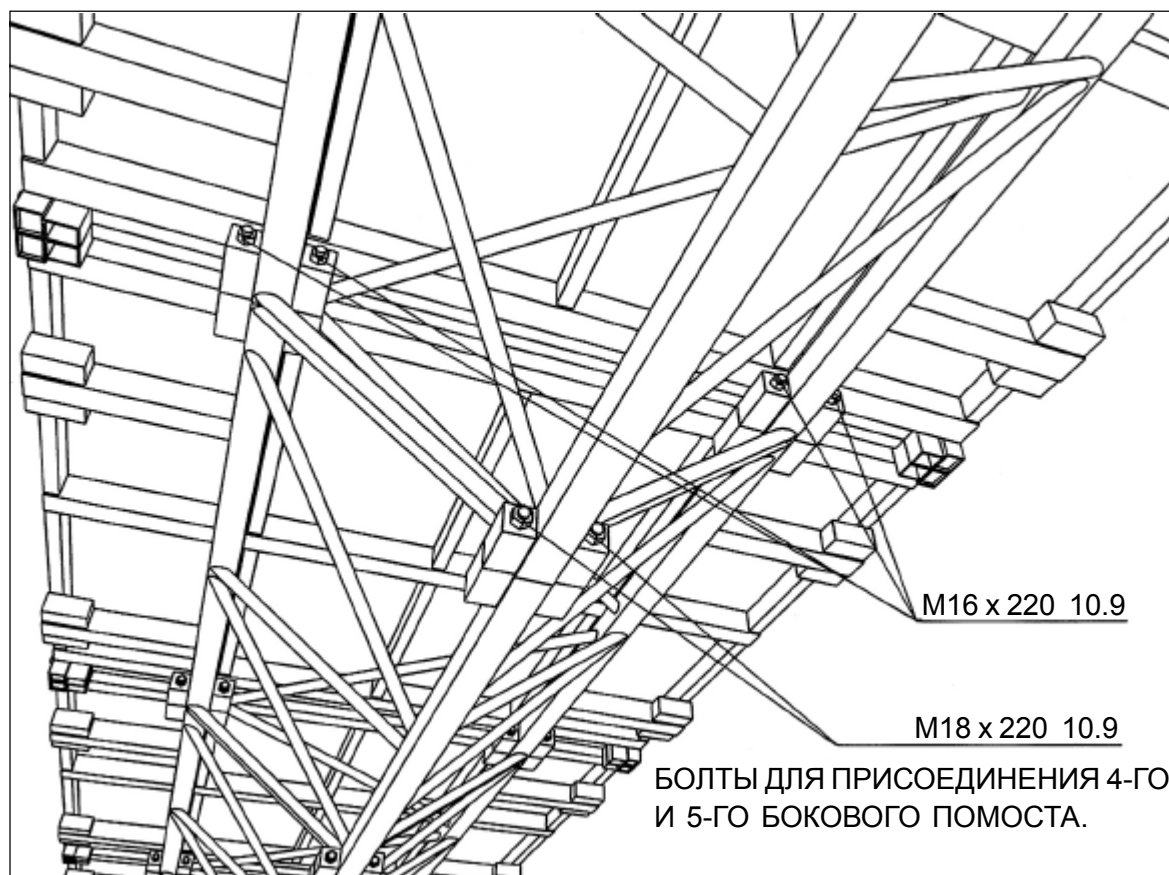 M16 x 220 10.9
M18 x 220 10.9
БОЛТЫ ДЛЯ ПРИСОЕДИНЕНИЯ 4-ГО
И 5-ГО БОКОВОГО ПОМОСТА.